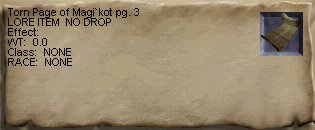 Torn Page of Magi`kot pg. 3
LORE ITEM  NO DROP
Effect:
WT:  0.0
Class:  NONE
RACE:  NONE